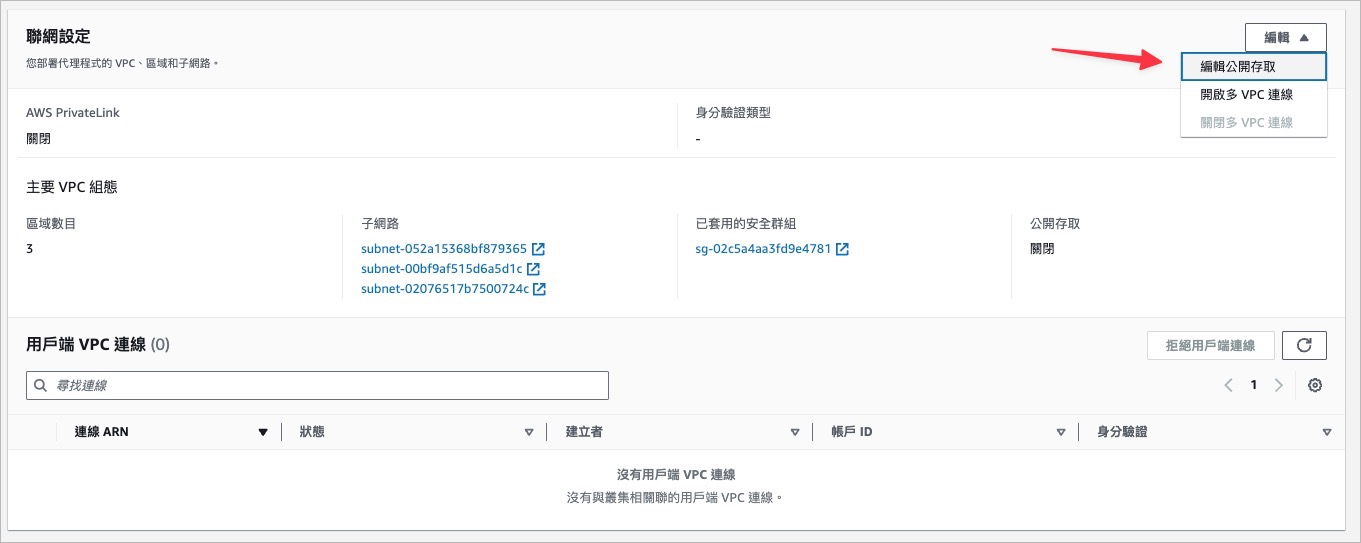 聯網設定
編輯
您部署代理程式的 VPC、區域和子網路。
編輯公開存取
開啟多 VPC 連線
關閉多 VPC 連線
AWS PrivateLink
關閉
身分驗證類型
-
主要 VPC 組態
區域數目
3
子網路
subnet-052a15368bf879365
subnet-00bf9af515d6a5d1c
subnet-02076517b7500724c
已套用的安全群組
sg-02c5a4aa3fd9e4781
公開存取
關閉
用戶端 VPC 連線 (0)
拒絕用戶端連線
尋找連線
1
連線 ARN
狀態
建立者
帳戶 ID
身分驗證
沒有用戶端 VPC 連線
沒有與叢集相關聯的用戶端 VPC 連線。